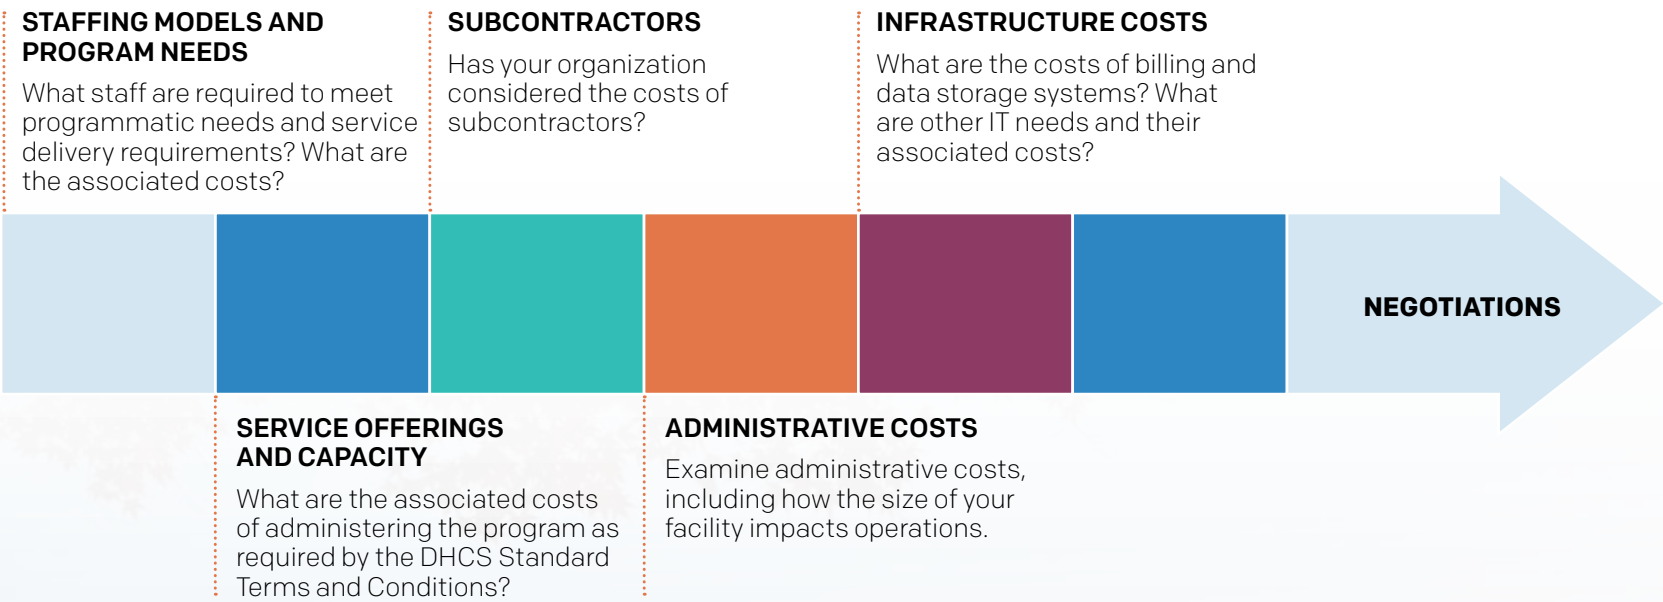 STAFFING MODELS AND
PROGRAM NEEDS
What staff are required to meet
programmatic needs and service
delivery requirements? What are
the associated costs?
SUBCONTRACTORS
Has your organization
considered the costs of
subcontractors?
INFRASTRUCTURE COSTS
What are the costs of billing and
data storage systems? What
are other IT needs and their
associated costs?
NEGOTIATIONS
SERVICE OFFERINGS
AND CAPACITY
What are the associated costs
of administering the program as
required by the DHCS Standard
Terms and Conditions?
ADMINISTRATIVE COSTS
Examine administrative costs,
including how the size of your
facility impacts operations.